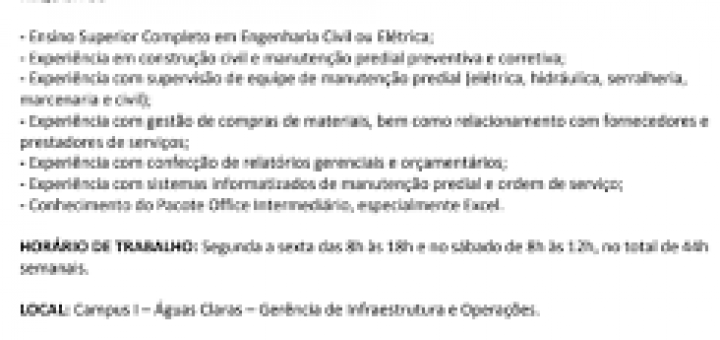 - Ensino Superior Completo em Engenharia Civil ou Elétrica;
- Experiência em construção civil e manutenção predial preventiva e corretiva;
- Experiência com supervisão de equipe de manutenção predial (elétrica, hidráulica, serralheria,
marcenaria e civil);
- Experiência com gestão de compras de materiais, bem como relacionamento com fornecedores e
prestadores de serviços;
- Experiência com confecção de relatórios gerenciais e orçamentários;
- Experiência com sistemas informatizados de manutenção predial e ordem de serviço;
- Conhecimento do Pacote Office Intermediário, especialmente Excel.
HORÁRIO DE TRABALHO: Segunda a sexta das 8h às 18h e no sábado de 8h às 12h, no total de 44h
semanais.
LOCAL: Campus I – Águas Claras – Gerência de Infraestrutura e Operações.